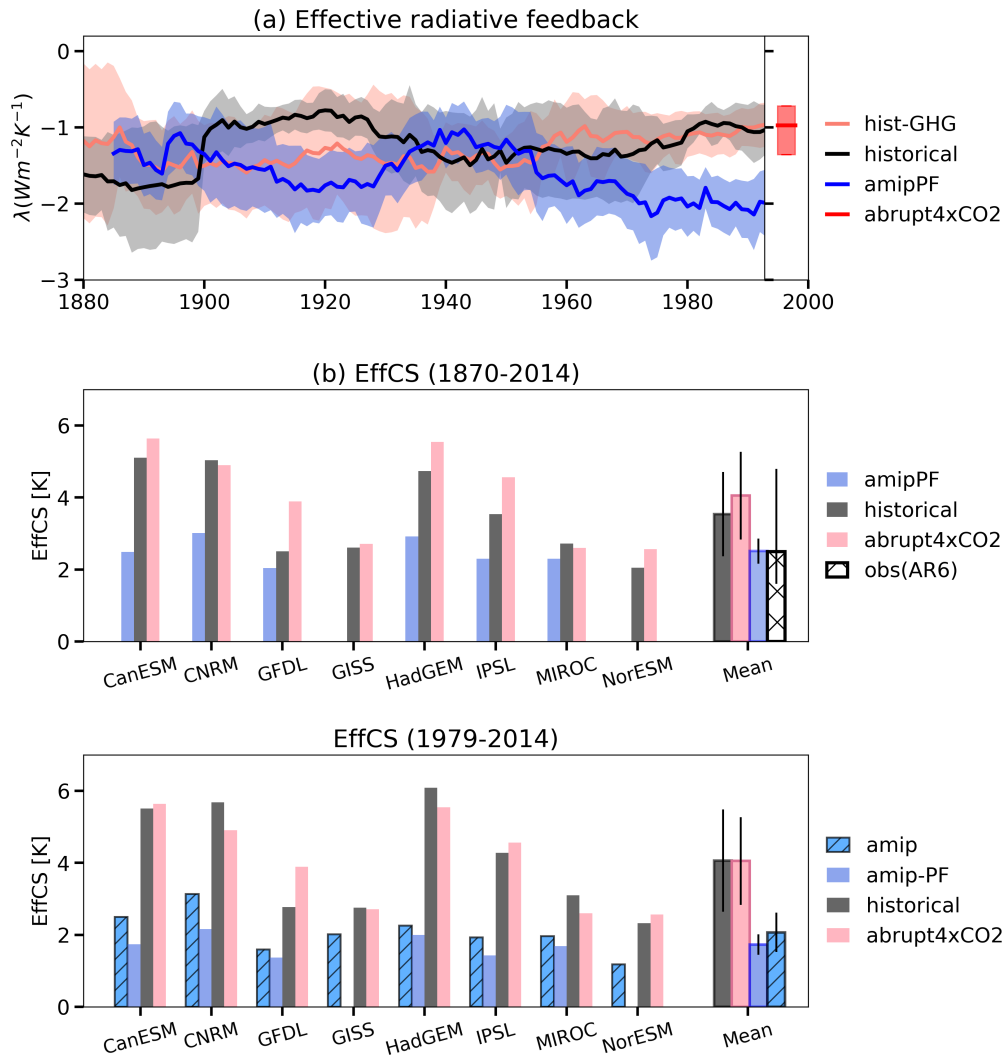 (a) Effective radiative feedback
λ(Wm⁻²K⁻¹)
0
−1
−2
−3
1880 1900 1920 1940 1960 1980 2000
hist-GHG
historical
amipPF
abrupt4xCO2
(b) EffCS (1870-2014)
EffCS [K]
6
4
2
0
CanESM CNRM GFDL GISS HadGEM IPSL MIROC NorESM Mean
amipPF
historical
abrupt4xCO2
obs(AR6)
EffCS (1979-2014)
EffCS [K]
6
4
2
0
CanESM CNRM GFDL GISS HadGEM IPSL MIROC NorESM Mean
amip
amip-PF
historical
abrupt4xCO2